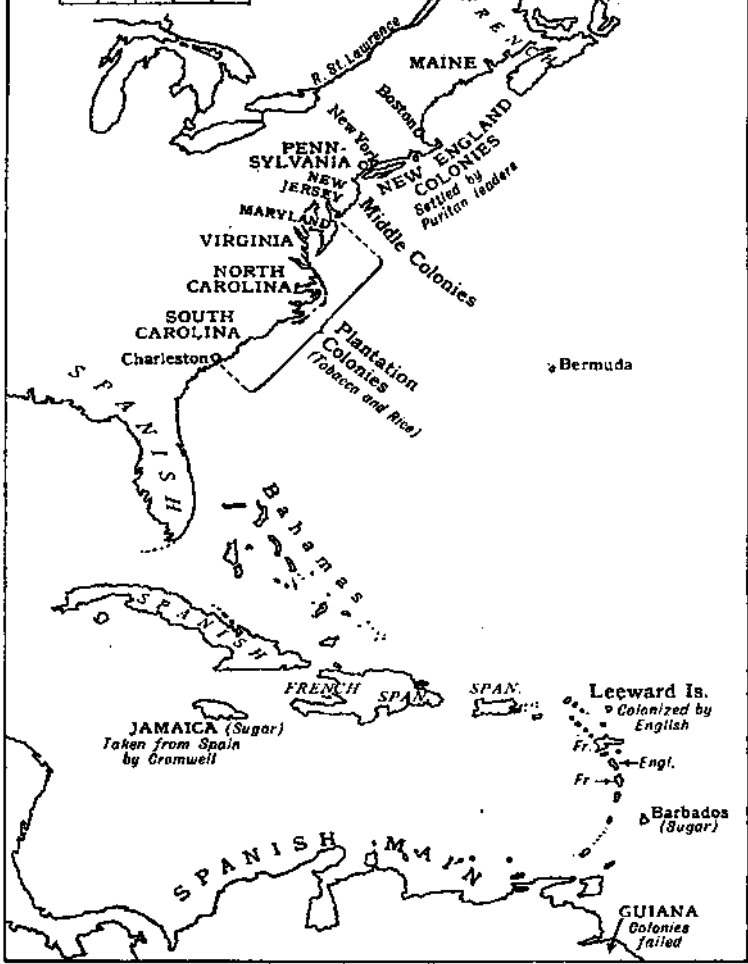 FRENCH
R. St. Lawrence
MAINE
Boston
New York
NEW ENGLAND
COLONIES
Settled by
Puritan leaders
PENN-
SYLVANIA
NEW
JERSEY
MARYLAND
Middle Colonies
VIRGINIA
NORTH
CAROLINA
SOUTH
CAROLINA
Charleston
Plantation
Colonies
(Tobacco and Rice)
Bermuda
SPANISH
Bahamas
SPANISH
FRENCH
SPAN.
SPAN.
Leeward Is.
Colonized by
English
JAMAICA (Sugar)
Taken from Spain
by Cromwell
Fr.
Engl.
Fr
Barbados
(Sugar)
SPANISH MAIN
GUIANA
Colonies
failed